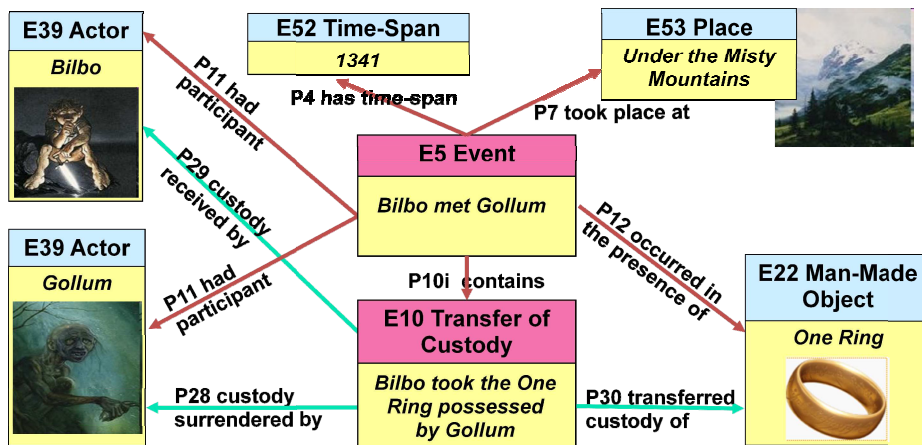 E39 Actor
Bilbo
E52 Time-Span
1341
E53 Place
Under the Misty
Mountains
P11 had
participant
P4 has time-span
P7 took place at
P29 custody
received by
E5 Event
Bilbo met Gollum
P12 occurred in
the presence of
E39 Actor
Gollum
P11 had
participant
P10i contains
E22 Man-Made
Object
One Ring
E10 Transfer of
Custody
Bilbo took the One
Ring possessed
by Gollum
P28 custody
surrendered by
P30 transferred
custody of